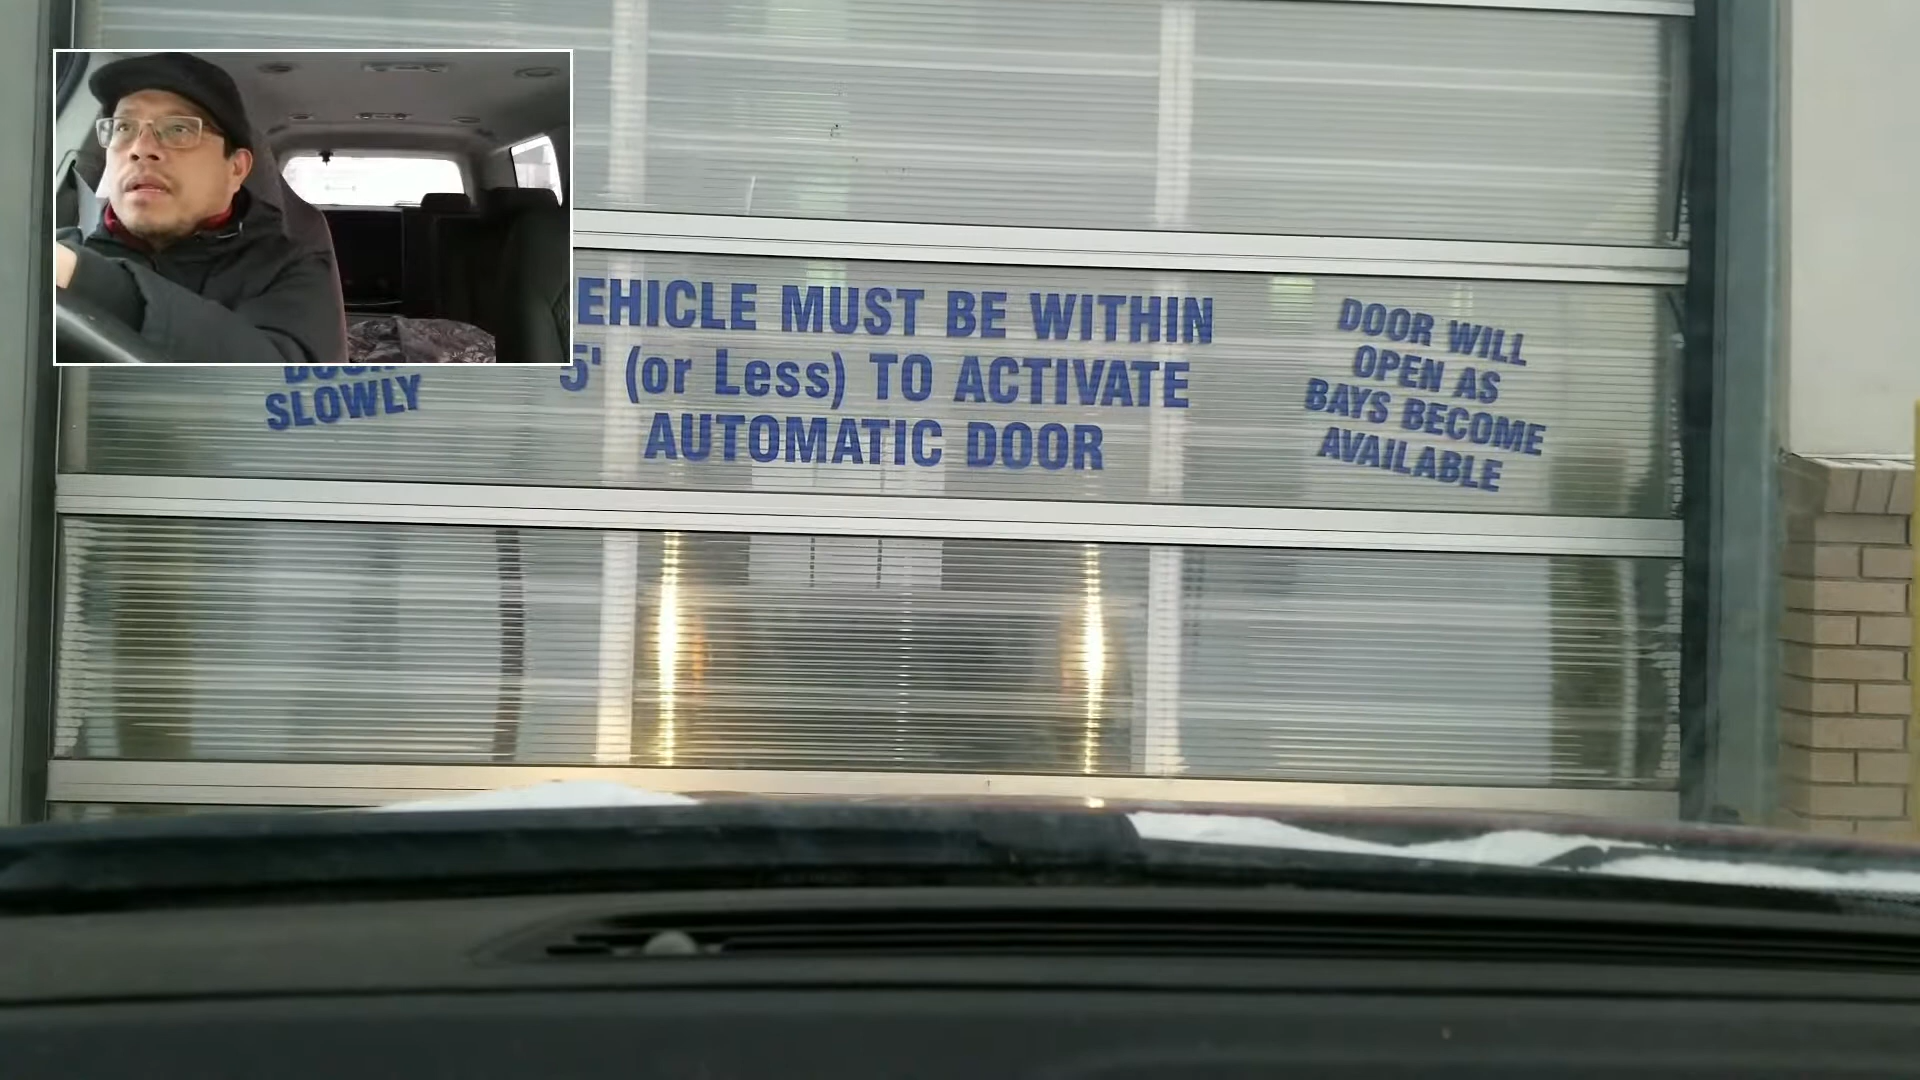 SLOWLY
EHICLE MUST BE WITHIN
5' (or Less) TO ACTIVATE
AUTOMATIC DOOR
DOOR WILL
OPEN AS
BAYS BECOME
AVAILABLE